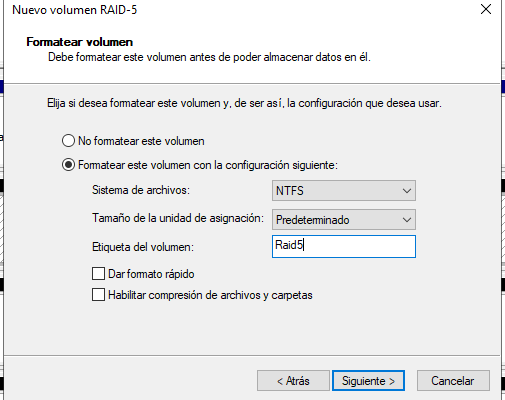 Nuevo volumen RAID-5
Formatear volumen
Debe formatear este volumen antes de poder almacenar datos en él.
Elija si desea formatear este volumen y, de ser así, la configuración que desea usar.
No formatear este volumen
Formatear este volumen con la configuración siguiente:
Sistema de archivos: NTFS
Tamaño de la unidad de asignación: Predeterminado
Etiqueta del volumen: Raid5
Dar formato rápido
Habilitar compresión de archivos y carpetas
< Atrás Siguiente > Cancelar